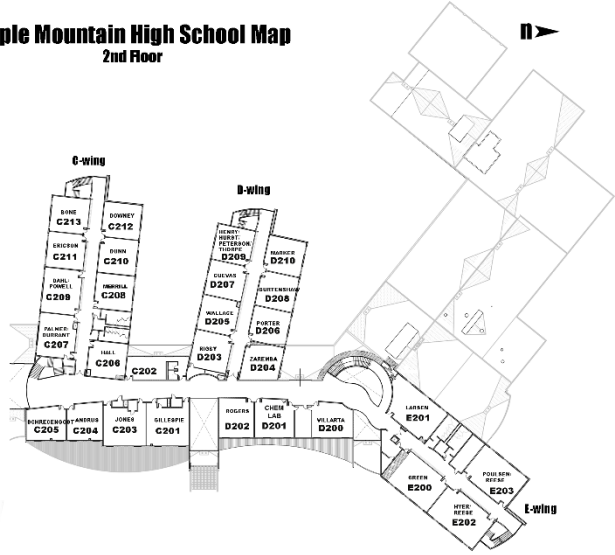 ple Mountain High School Map
2nd Floor
n
C-wing
D-wing
BONE
C213
DOWNEY
C212
ERICSON
C211
DUNN
C210
DAHL/
POWELL
C209
MERRILL
C208
PALMER/
DURRANT
C207
HALL
C206
C202
HENRY/
HURST/
PETERSON/
THORPE
D209
MARKER
D210
CUEVAS
D207
D208
WALLACE
D205
PORTER
D206
RIGBY
D203
ZAREMBA
D204
C205
ANDRUS
C204
JONES
C203
GILLESPIE
C201
ROGERS
D202
CHEM
LAB
D201
VILLARTA
D200
LARSEN
E201
GREEN
E200
POULSEN/
REESE
E203
HYER/
REESE
E202
E-wing